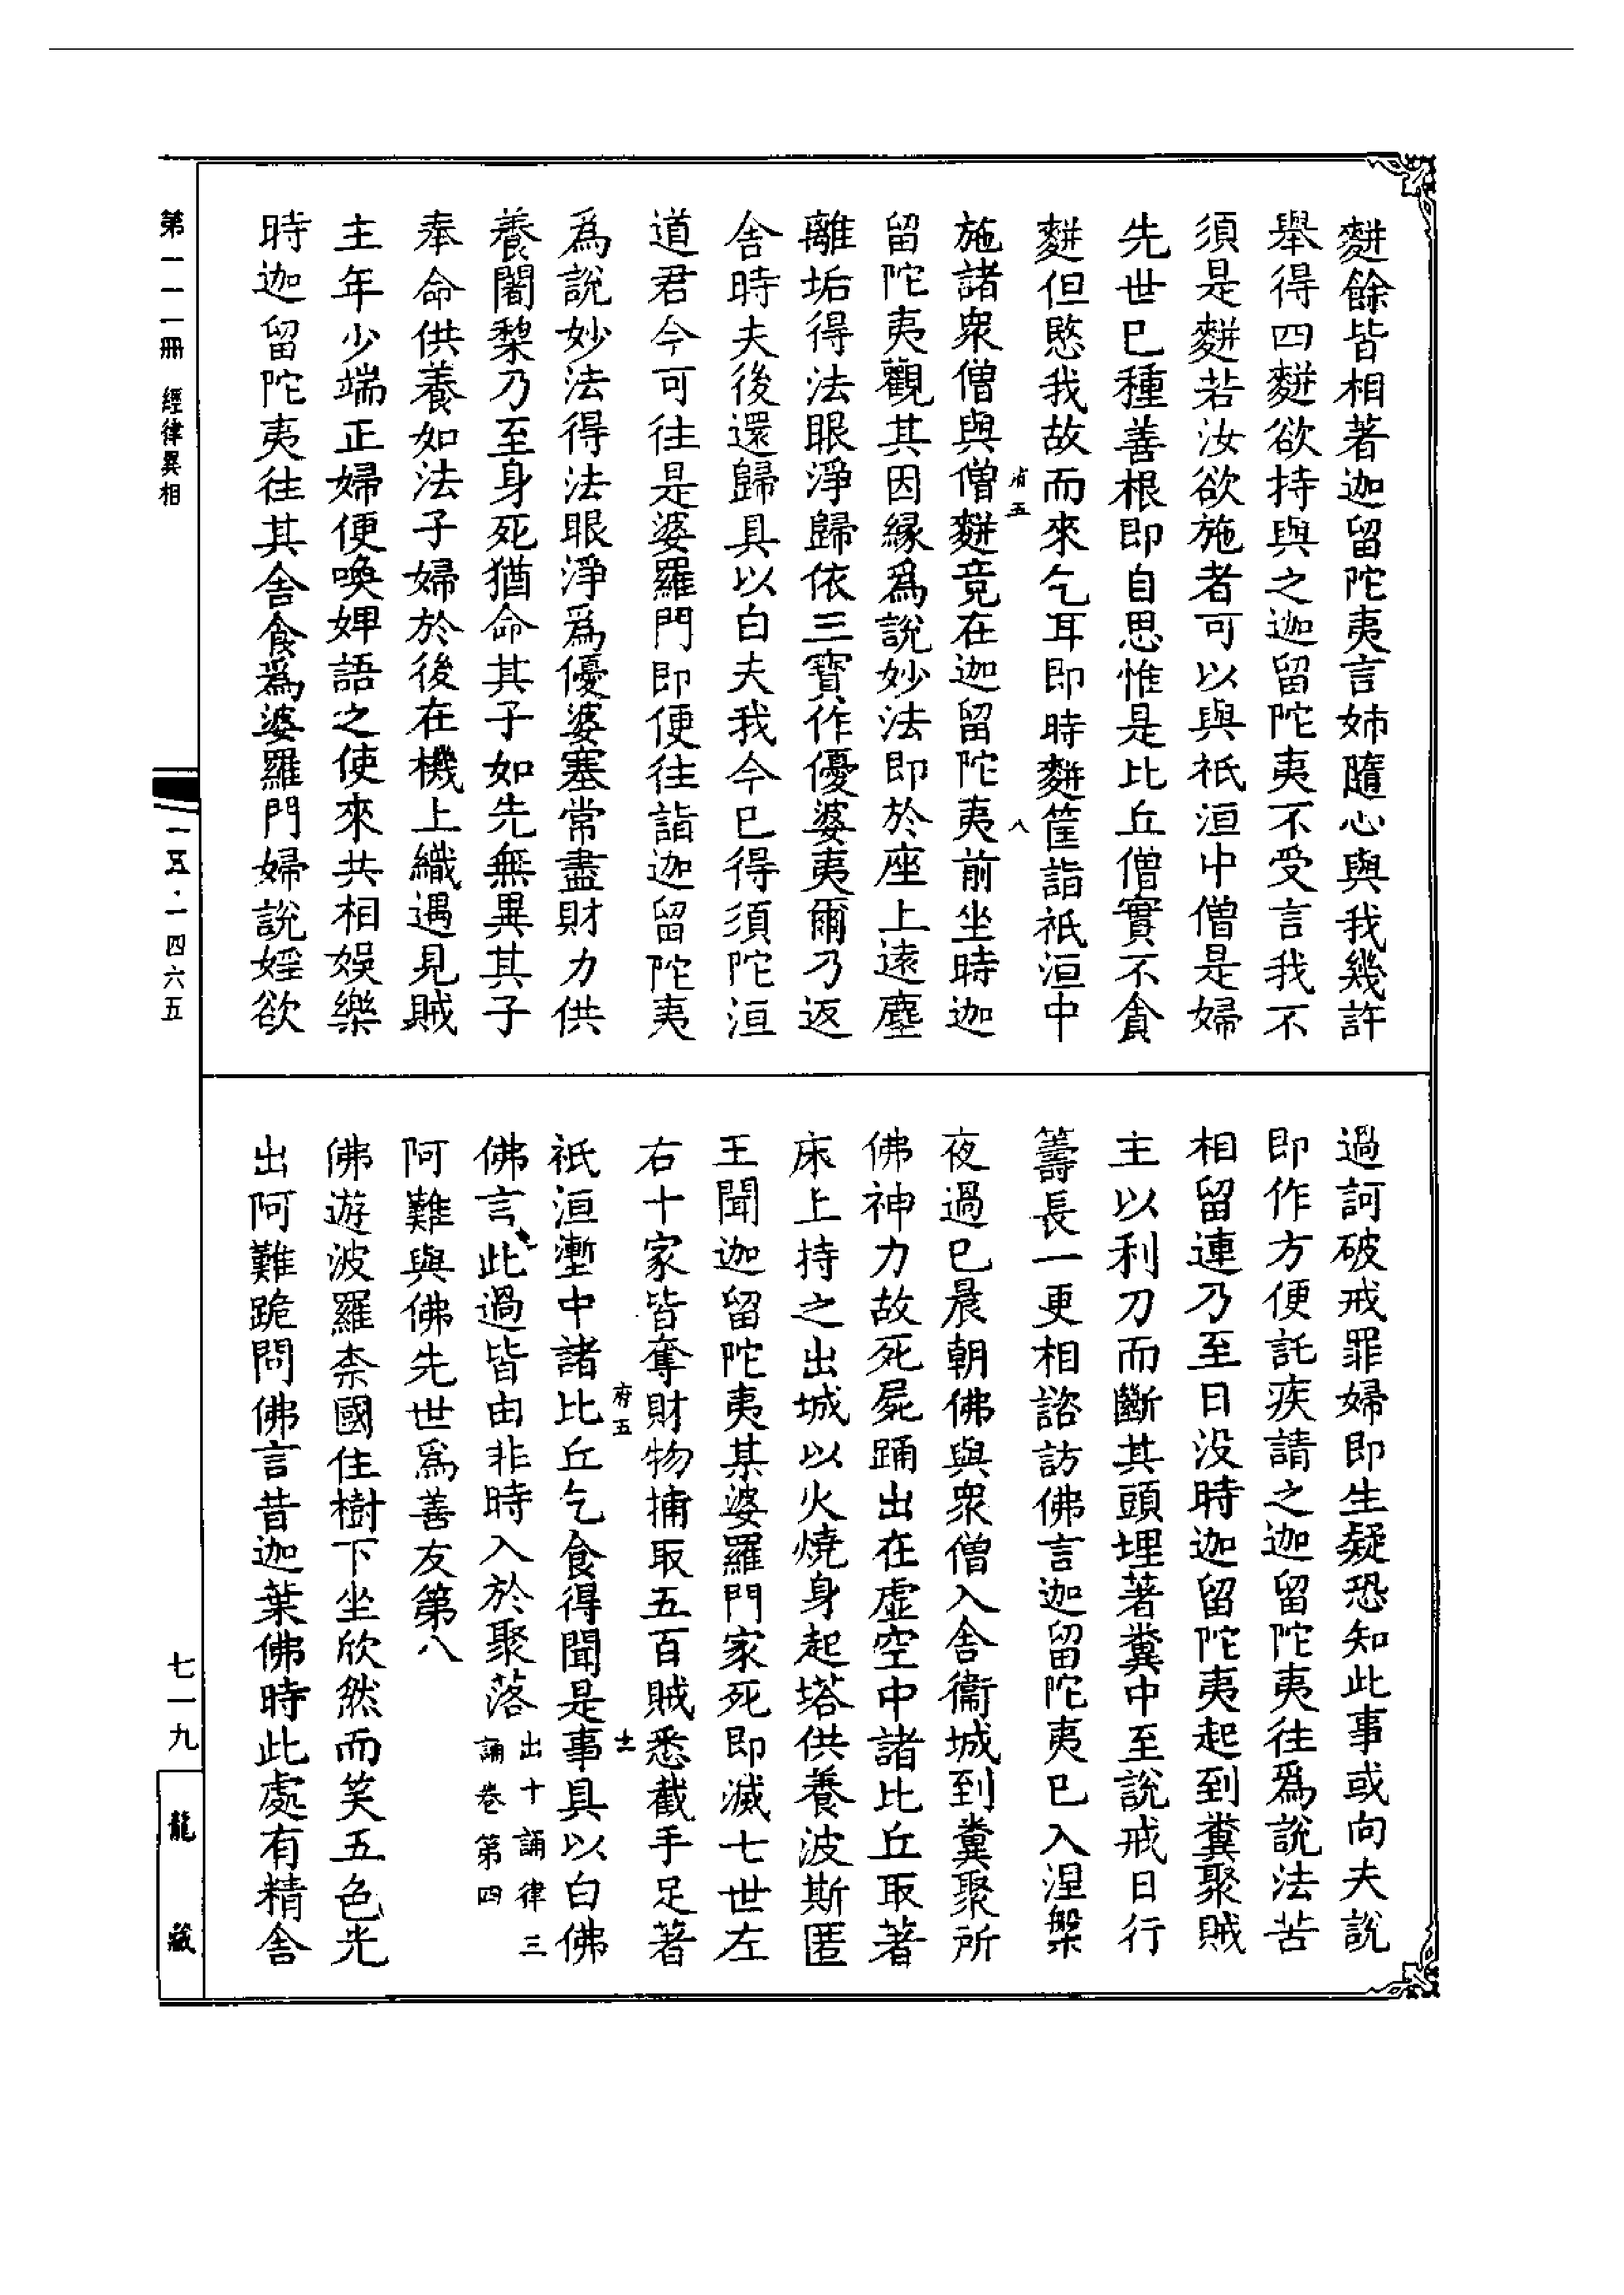 䴵餘皆相著迦留陀夷言姉隨心與我幾許
舉得四䴵欲持與之迦留陀夷不受言我不
須是䴵若汝欲施者可以與祇洹中僧是婦
先世已種善根即自思惟是比丘僧實不貪
䴵但愍我故而來乞耳即時䴵筐詣祇洹中
府五
八
施諸衆僧與僧䴵竟在迦留陀夷前坐時迦
留陀夷觀其因緣爲說妙法即於座上遠塵
離垢得法眼淨歸依三寶作優婆夷爾乃返
舍時夫後還歸具以白夫我今已得須陀洹
道君今可往是婆羅門即便往詣迦留陀夷
爲說妙法得法眼淨爲優婆塞常盡財力供
養闍棃乃至身死猶命其子如先無異其子
奉命供養如法子婦於後在機上織遇見賊
主年少端正婦便喚婢語之使來共相娛樂
時迦留陀夷往其舍食爲婆羅門婦說婬欲
過訶破戒罪婦即生疑恐知此事或向夫說
即作方便託疾請之迦留陀夷往爲說法苦
相留連乃至日没時迦留陀夷起到糞聚賊
主以利刀而斷其頭埋著糞中至說戒日行
籌長一更相諮訪佛言迦留陀夷已入涅槃
夜過已晨朝佛與衆僧入舍衞城到糞聚所
佛神力故死屍踊出在虛空中諸比丘取著
床上持之出城以火燒身起塔供養波斯匿
王聞迦留陀夷某婆羅門家死即滅七世左
右十家皆奪財物捕取五百賊悉截手足著
府五
士
祇洹壍中諸比丘乞食得聞是事具以白佛
佛言此過皆由非時入於聚落
出十誦律三
誦卷第四
阿難與佛先世爲善友第八
佛遊波羅柰國住樹下坐欣然而笑五色光
出阿難跪問佛言昔迦葉佛時此處有精舍
第一一一冊 經律異相
一五·一四六五
七一九
龍藏